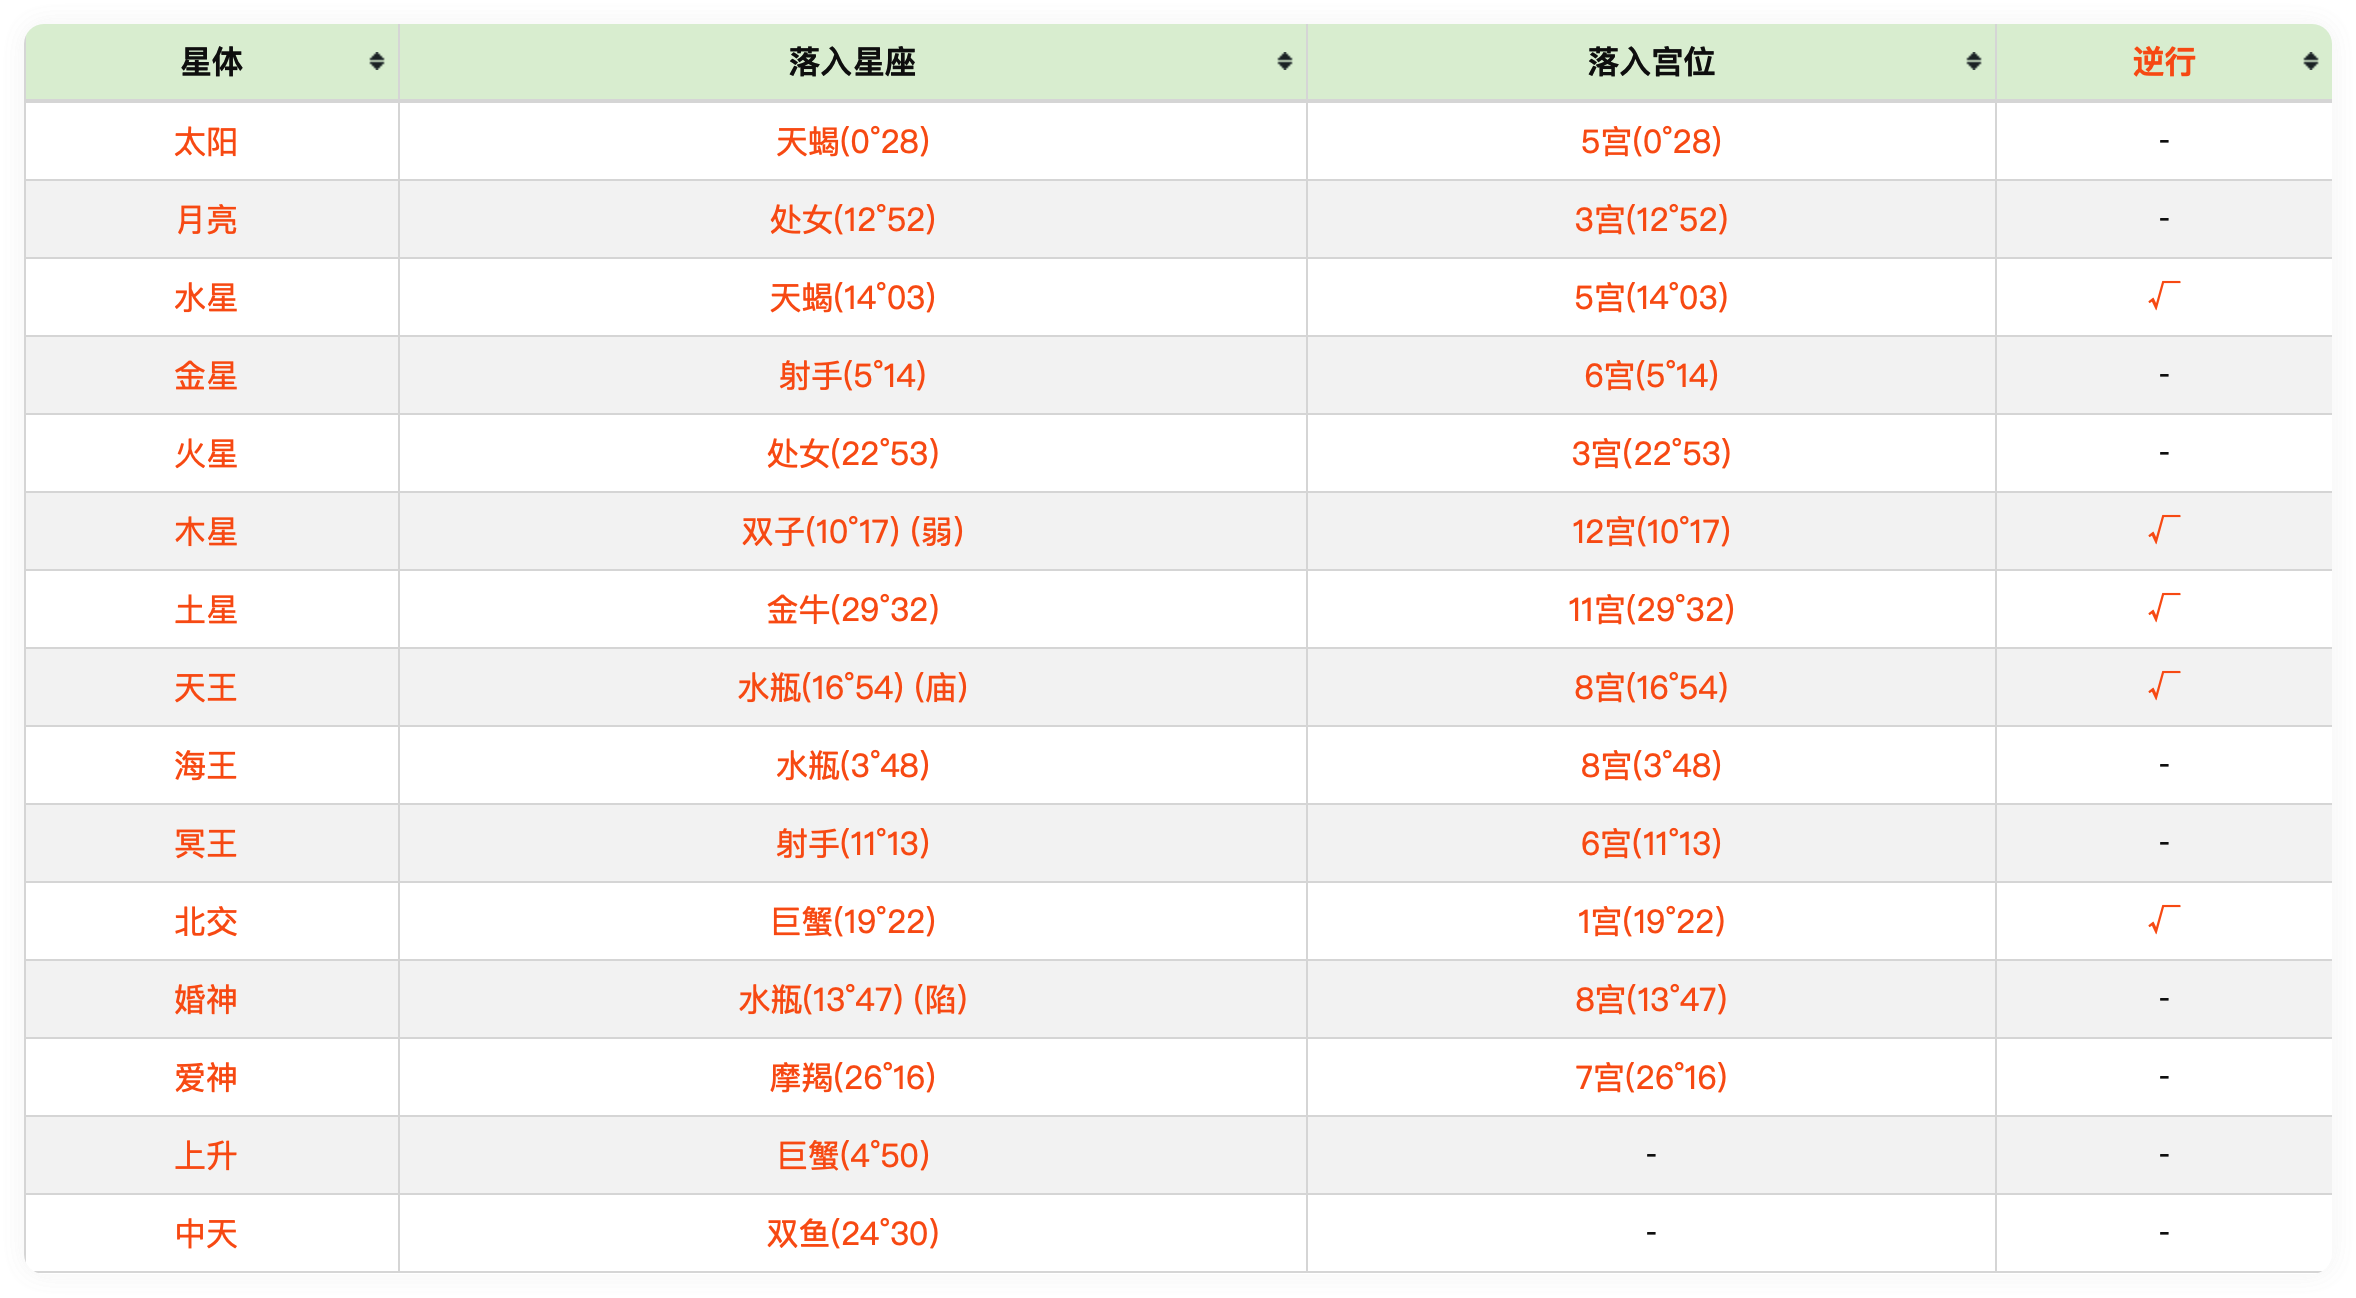 星体 落入星座 落入宫位 逆行
太阳 天蝎(0°28) 5宫(0°28) -
月亮 处女(12°52) 3宫(12°52) -
水星 天蝎(14°03) 5宫(14°03) √
金星 射手(5°14) 6宫(5°14) -
火星 处女(22°53) 3宫(22°53) -
木星 双子(10°17) (弱) 12宫(10°17) √
土星 金牛(29°32) 11宫(29°32) √
天王 水瓶(16°54) (庙) 8宫(16°54) √
海王 水瓶(3°48) 8宫(3°48) -
冥王 射手(11°13) 6宫(11°13) -
北交 巨蟹(19°22) 1宫(19°22) √
婚神 水瓶(13°47) (陷) 8宫(13°47) -
爱神 摩羯(26°16) 7宫(26°16) -
上升 巨蟹(4°50) - -
中天 双鱼(24°30) - -